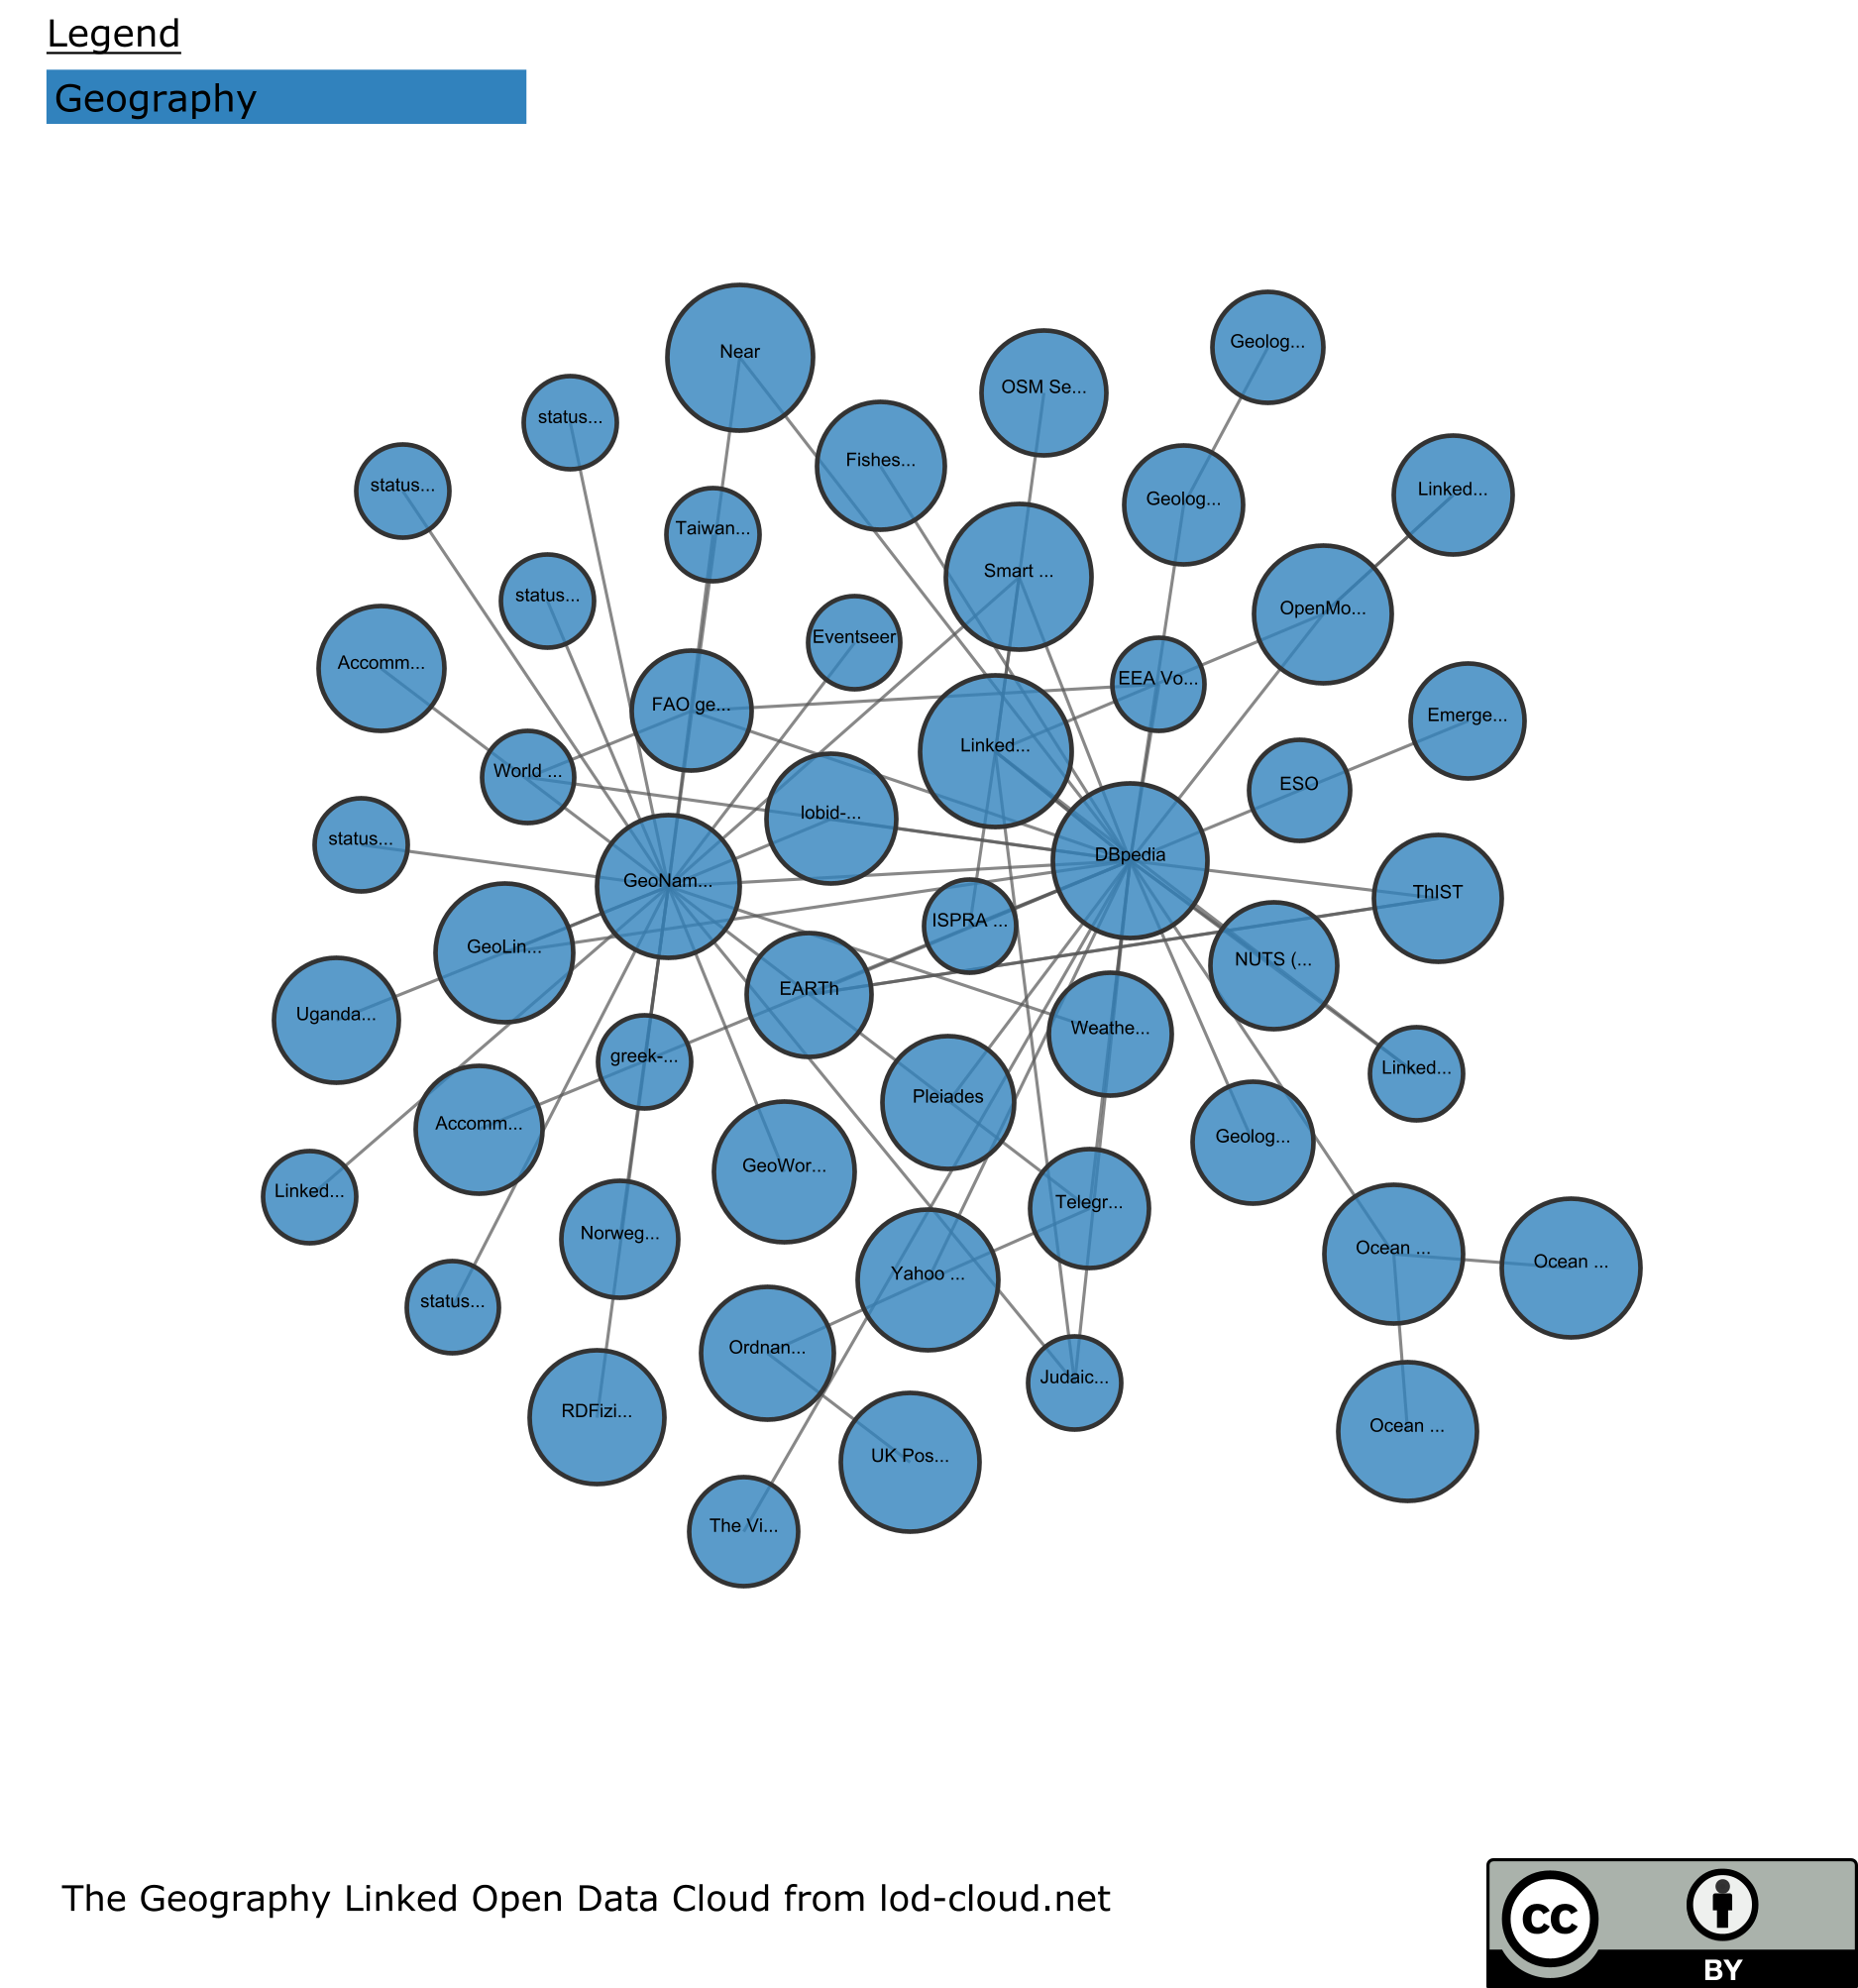 Legend
Geography
Near
Geolog...
OSM Se...
status...
Fishes...
status...
Linked...
Geolog...
Taiwan...
Smart ...
status...
OpenMo...
Eventseer
Accomm...
EEA Vo...
FAO ge...
Emerge...
Linked...
World ...
ESO
lobid-...
status...
DBpedia
GeoNam...
ThIST
ISPRA ...
GeoLin...
NUTS (...
EARTh
Uganda...
Weathe...
greek-...
Linked...
Pleiades
Accomm...
Geolog...
GeoWor...
Linked...
Telegr...
Norweg...
Ocean ...
Ocean ...
Yahoo ...
status...
Ordnan...
Judaic...
RDFizi...
Ocean ...
UK Pos...
The Vi...
The Geography Linked Open Data Cloud from lod-cloud.net
cc
BY